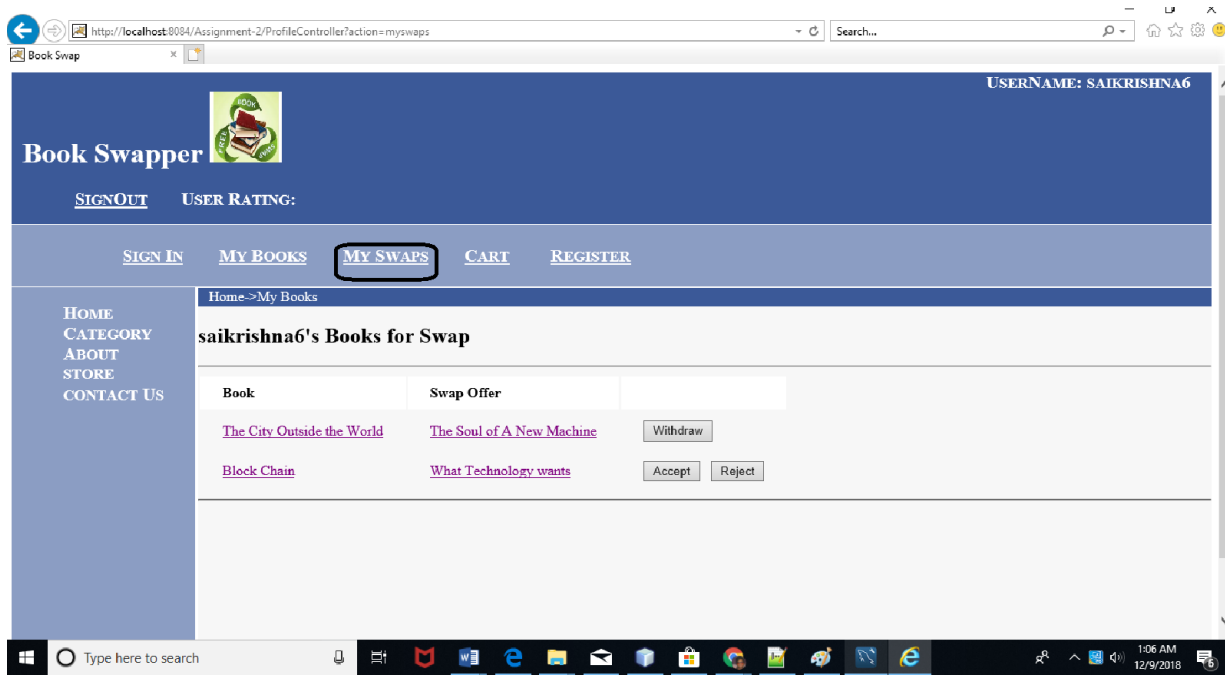 http://localhost:8084/Assignment-2/ProfileController?action=myswaps
Search...
Book Swap
USERNAME: SAIKRISHNA6
BOOK
FREE
Book Swapper
SIGNOUT USER RATING:
SIGN IN MY BOOKS MY SWAPS CART REGISTER
Home->My Books
HOME
CATEGORY
ABOUT
STORE
CONTACT US
saikrishna6's Books for Swap
Book Swap Offer
The City Outside the World The Soul of A New Machine Withdraw
Block Chain What Technology wants Accept Reject
Type here to search
1:06 AM
12/9/2018
6